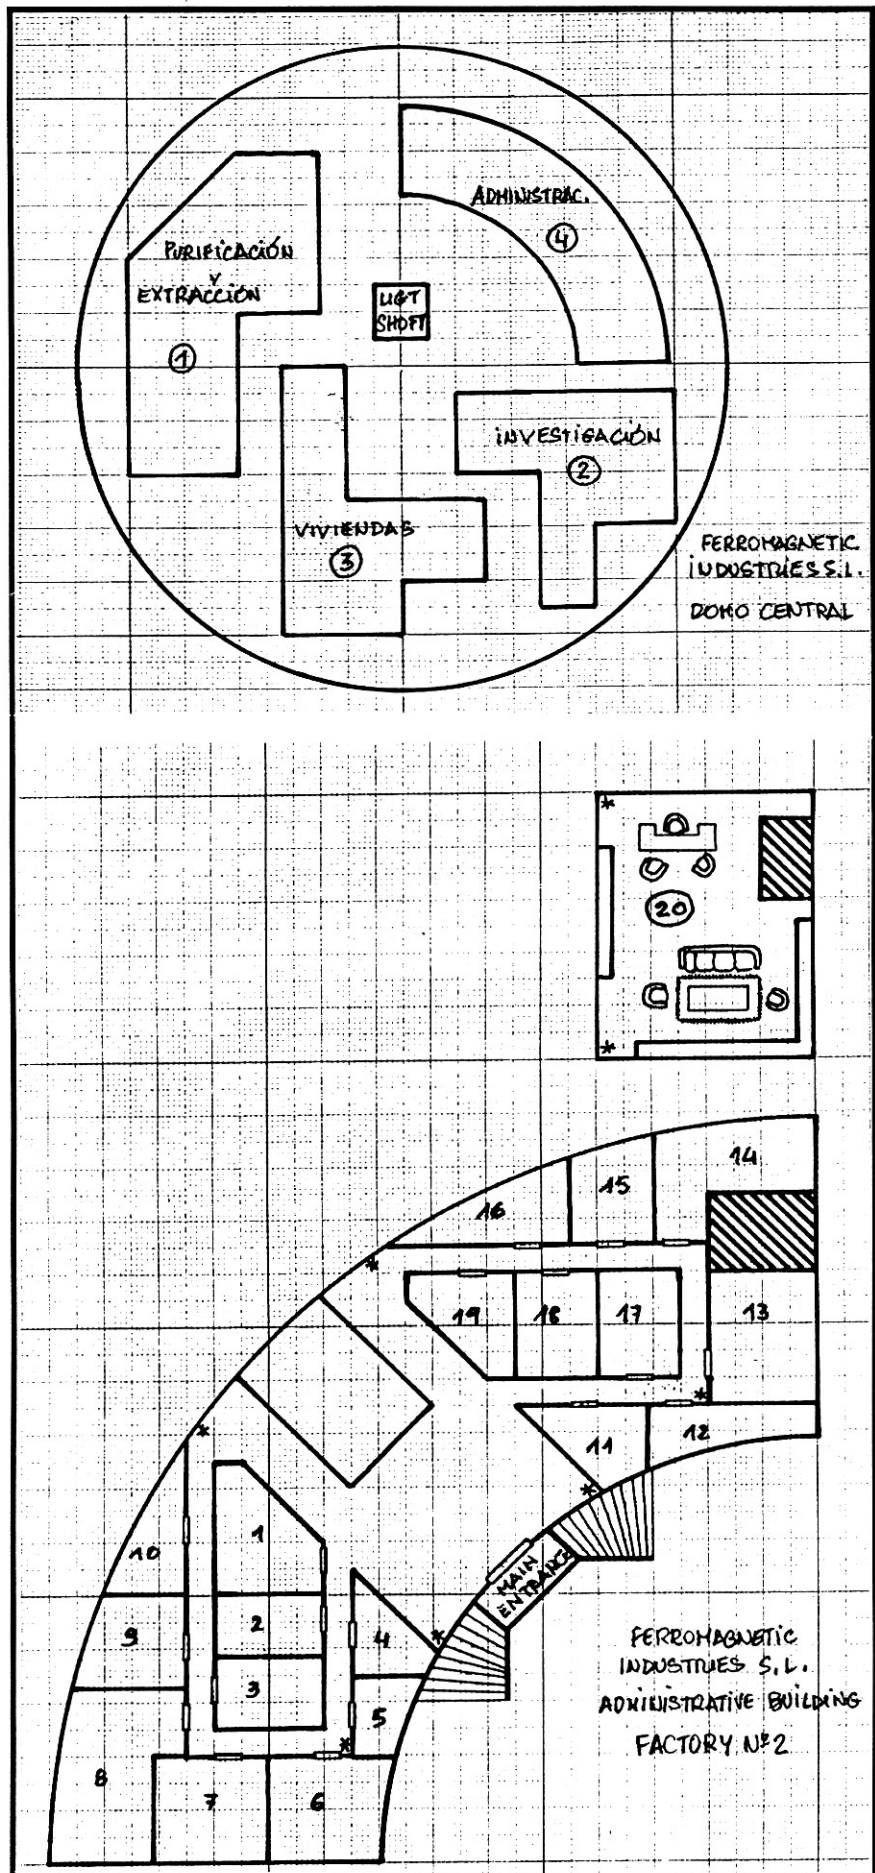 ADMINISTRAC.
4
PURIFICACIÓN
Y
EXTRACCIÓN
1
LIGT
SHOFT
INVESTIGACIÓN
2
VIVIENDAS
3
FERROMAGNETIC
INDUSTRIES S.L.
DOMO CENTRAL
*
20
*
14
15
16
*
19
18
17
13
*
11
12
*
*
10
1
9
2
3
4
*
5
*
8
7
6
MAIN
ENTRANCE
FERROMAGNETIC
INDUSTRIES S.L.
ADMINISTRATIVE BUILDING
FACTORY Nº2